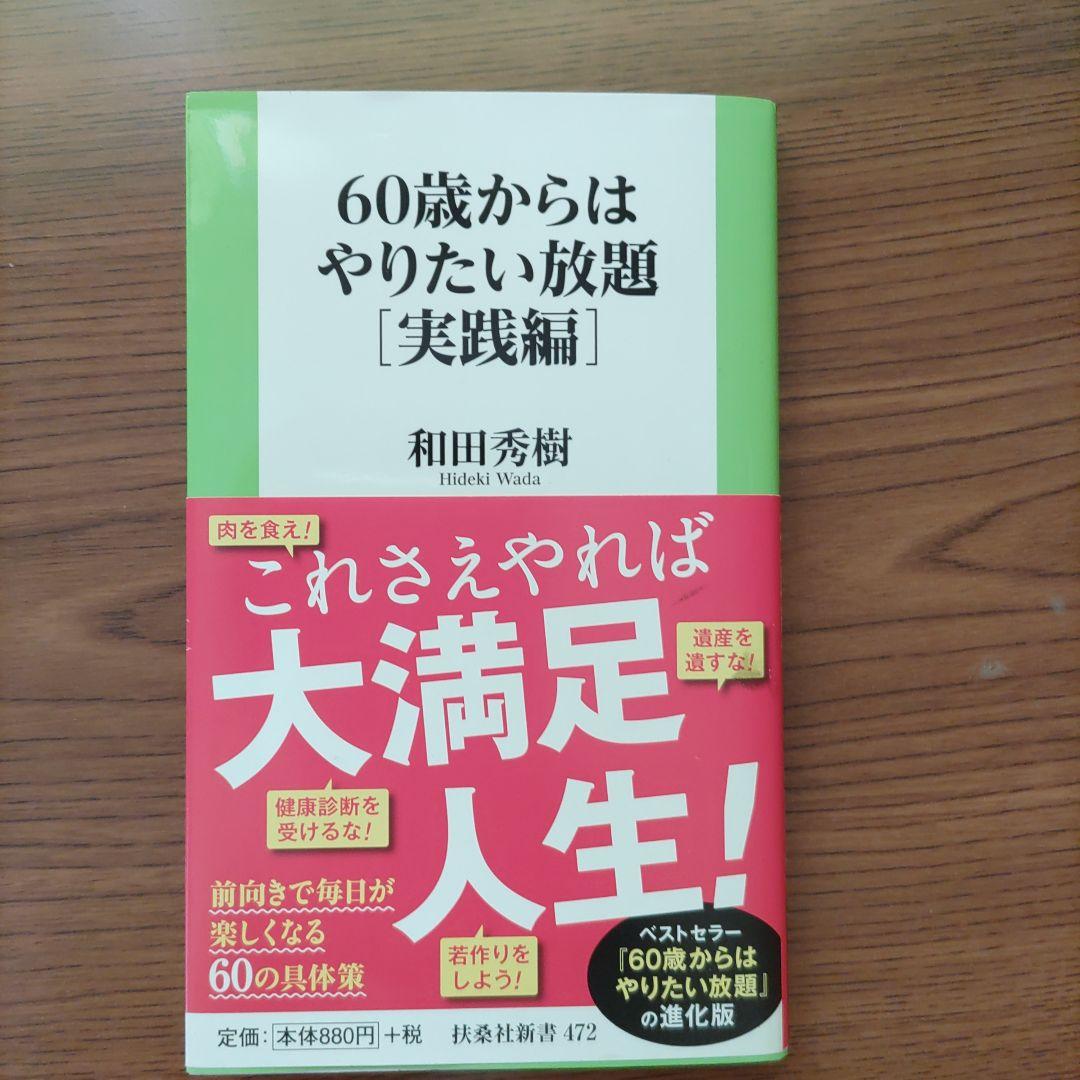 60歳からは
やりたい放題
[実践編]
和田秀樹
Hideki Wada
肉を食え!
これさえやれば
大満足
遺産を
遺すな!
人生!
健康診断を
受けるな!
前向きで毎日が
楽しくなる
60の具体策
若作りを
しよう!
ベストセラー
『60歳からは
やりたい放題』
の進化版
定価:本体880円+税
扶桑社新書 472